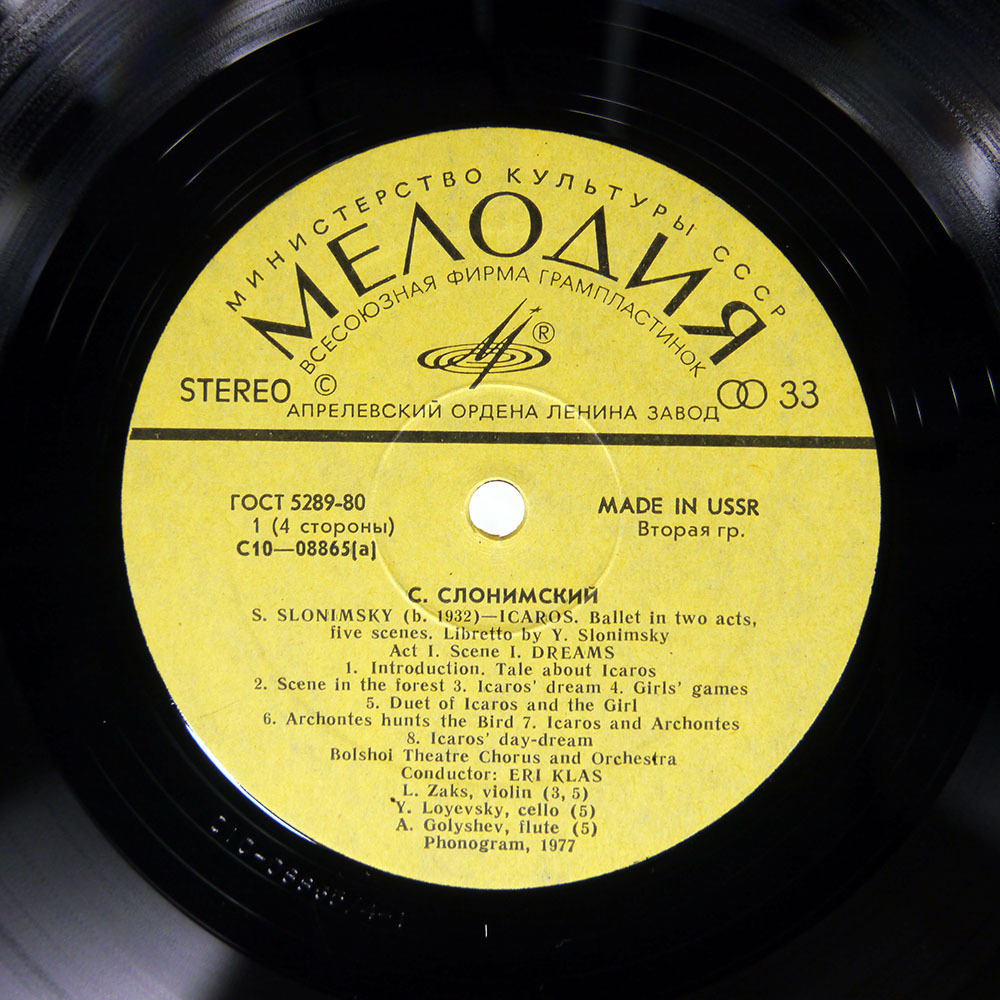 МИНИСТЕРСТВО КУЛЬТУРЫ СССР
МЕЛОДИЯ
ВСЕСОЮЗНАЯ ФИРМА ГРАМПЛАСТИНОК
®
STEREO © ꝏ 33
АПРЕЛЕВСКИЙ ОРДЕНА ЛЕНИНА ЗАВОД
ГОСТ 5289-80
1 (4 стороны)
С10—08865(а)
MADE IN USSR
Вторая гр.
С. СЛОНИМСКИЙ
S. SLONIMSKY (b. 1932)—ICAROS. Ballet in two acts,
five scenes. Libretto by Y. Slonimsky
Act I. Scene I. DREAMS
1. Introduction. Tale about Icaros
2. Scene in the forest 3. Icaros' dream 4. Girls' games
5. Duet of Icaros and the Girl
6. Archontes hunts the Bird 7. Icaros and Archontes
8. Icaros' day-dream
Bolshoi Theatre Chorus and Orchestra
Conductor: ERI KLAS
L. Zaks, violin (3, 5)
Y. Loyevsky, cello (5)
A. Golyshev, flute (5)
Phonogram, 1977